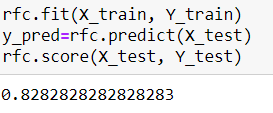 rfc.fit(X_train, Y_train)
y_pred=rfc.predict(X_test)
rfc.score(X_test, Y_test)
0.8282828282828283